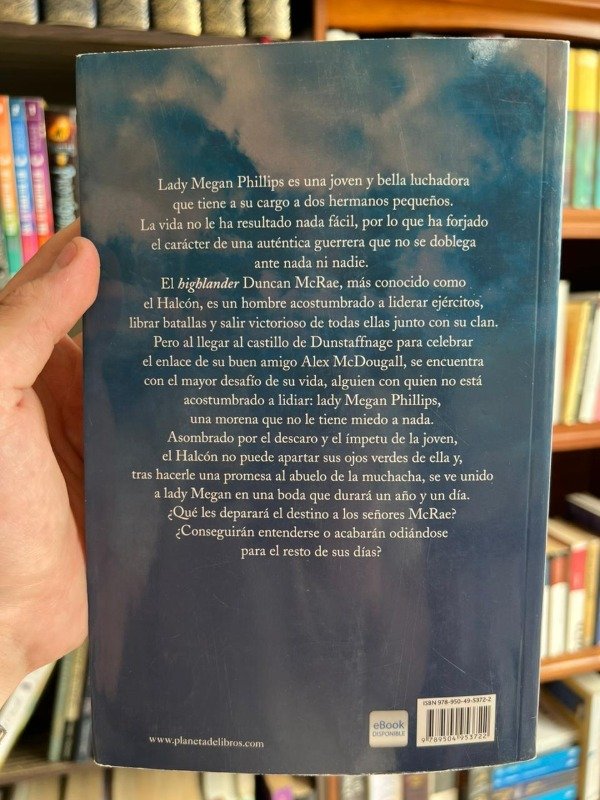 Lady Megan Phillips es una joven y bella luchadora
que tiene a su cargo a dos hermanos pequeños.
La vida no le ha resultado nada fácil, por lo que ha forjado
el carácter de una auténtica guerrera que no se doblega
ante nada ni nadie.
El highlander Duncan McRae, más conocido como
el Halcón, es un hombre acostumbrado a liderar ejércitos,
librar batallas y salir victorioso de todas ellas junto con su clan.
Pero al llegar al castillo de Dunstaffnage para celebrar
el enlace de su buen amigo Alex McDougall, se encuentra
con el mayor desafío de su vida, alguien con quien no está
acostumbrado a lidiar: lady Megan Phillips,
una morena que no le tiene miedo a nada.
Asombrado por el descaro y el ímpetu de la joven,
el Halcón no puede apartar sus ojos verdes de ella y,
tras hacerle una promesa al abuelo de la muchacha, se ve unido
a lady Megan en una boda que durará un año y un día.
¿Qué les deparará el destino a los señores McRae?
¿Conseguirán entenderse o acabarán odiándose
para el resto de sus días?
ISBN 978-950-49-5372-2
eBook
DISPONIBLE
9 789504 953722
www.planetadelibros.com